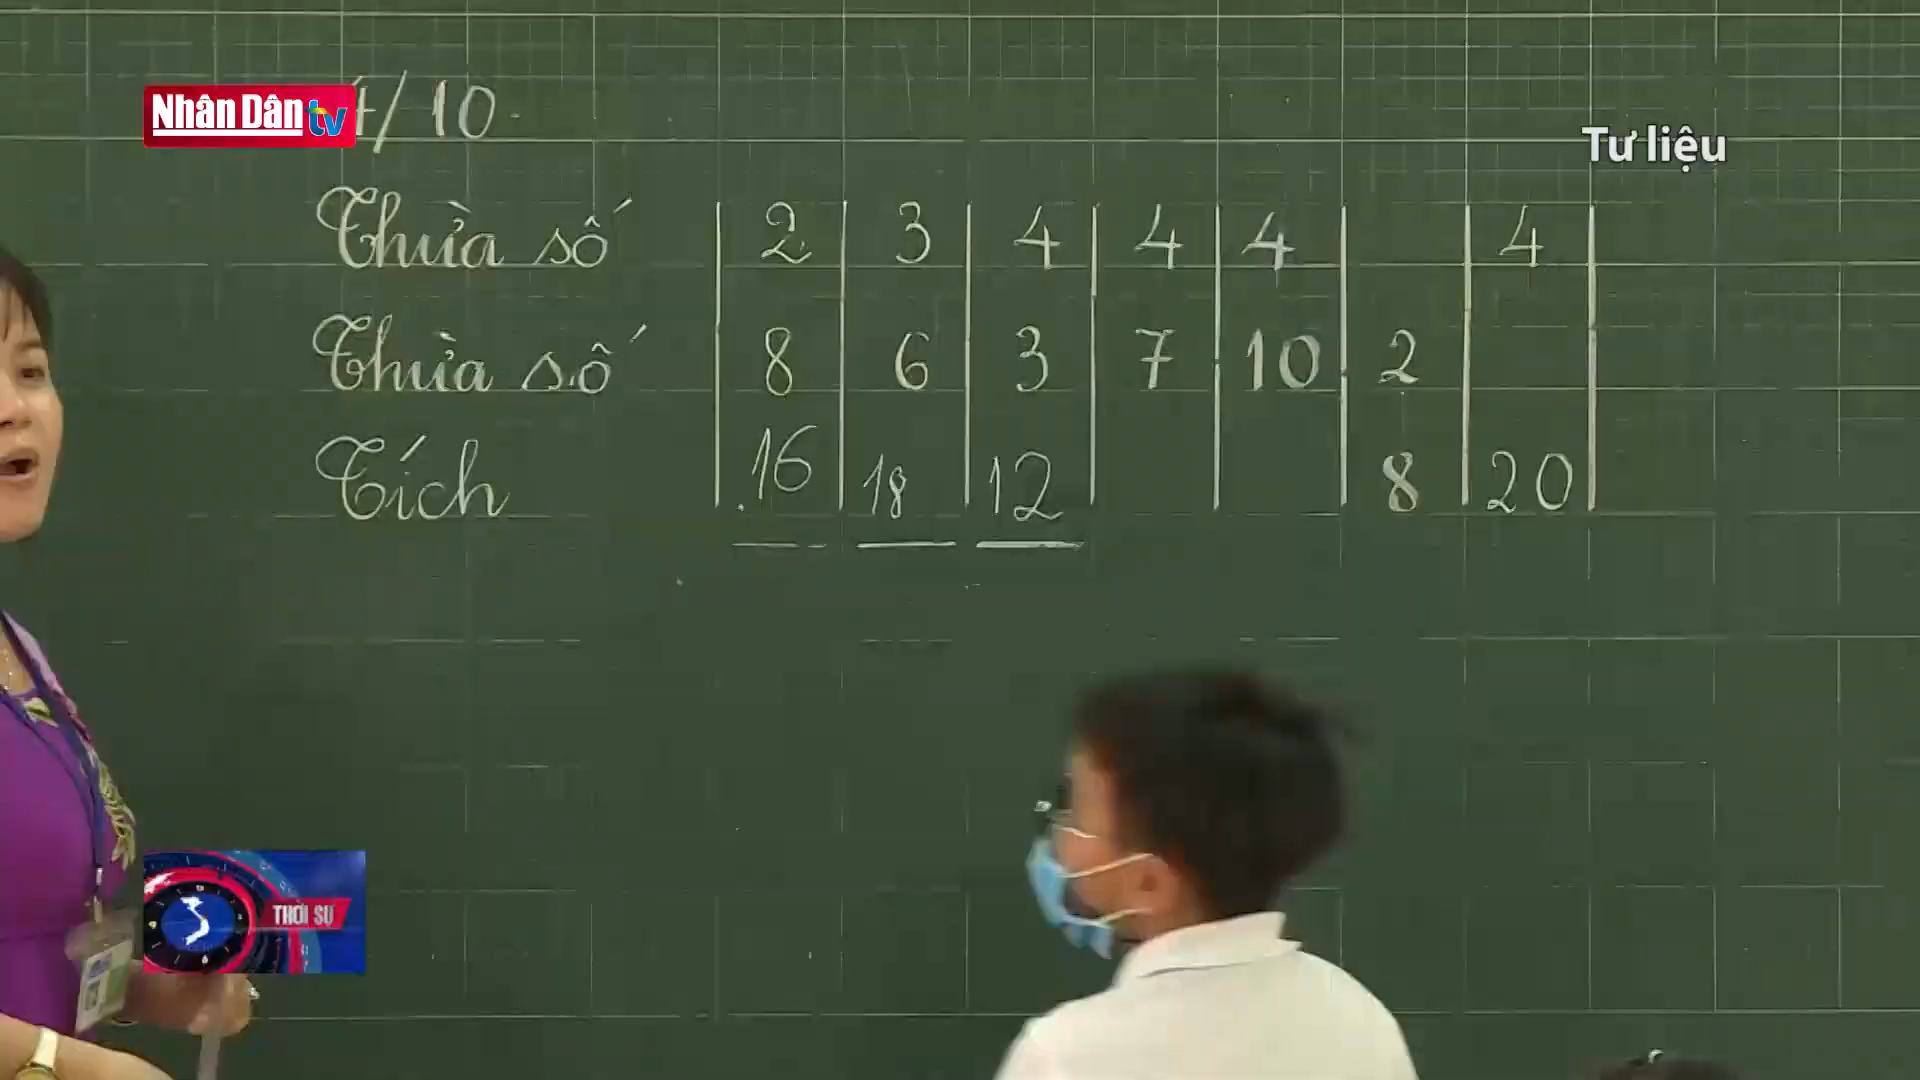 Nhân Dân tv
4/10
Tư liệu
Thừa số 2 3 4 4 4 4
Thừa số 8 6 3 7 10 2
Tích 16 18 12 8 20
THỜI SỰ